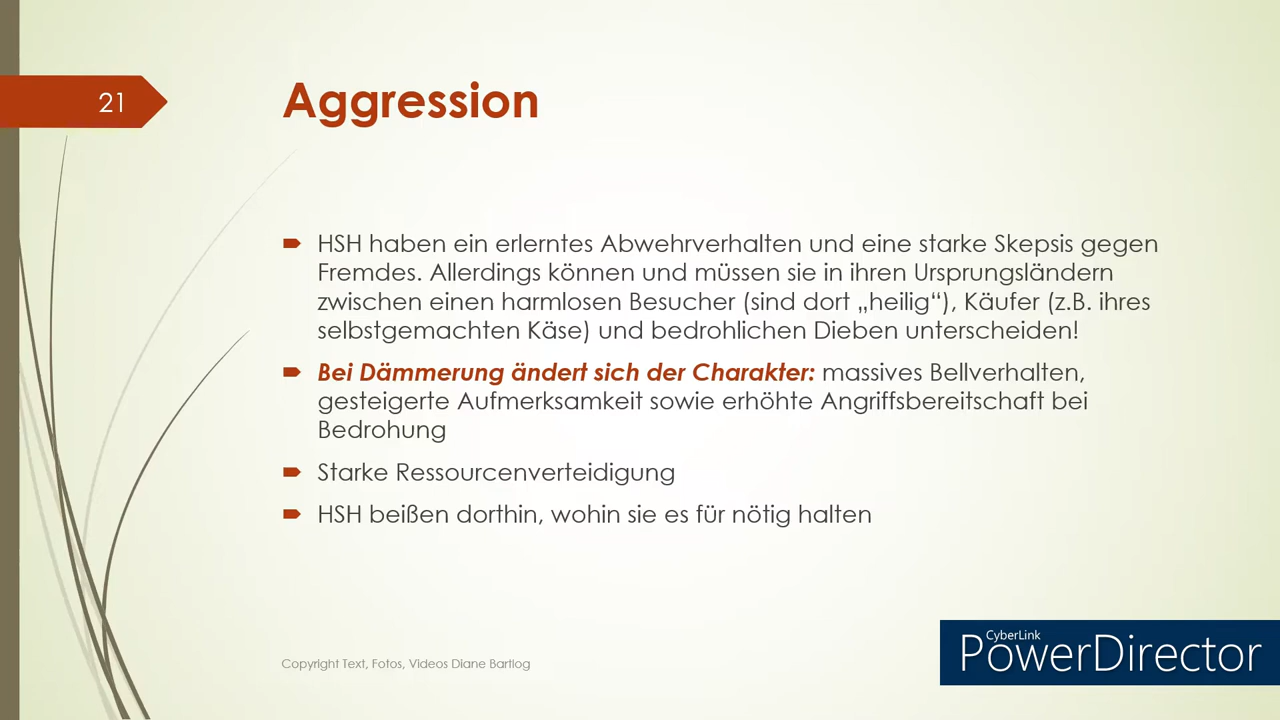 21
Aggression
HSH haben ein erlerntes Abwehrverhalten und eine starke Skepsis gegen
Fremdes. Allerdings können und müssen sie in ihren Ursprungsländern
zwischen einen harmlosen Besucher (sind dort „heilig“), Käufer (z.B. ihres
selbstgemachten Käse) und bedrohlichen Dieben unterscheiden!
Bei Dämmerung ändert sich der Charakter: massives Bellverhalten,
gesteigerte Aufmerksamkeit sowie erhöhte Angriffsbereitschaft bei
Bedrohung
Starke Ressourcenverteidigung
HSH beißen dorthin, wohin sie es für nötig halten
Copyright Text, Fotos, Videos Diane Bartlog
CyberLink
PowerDirector